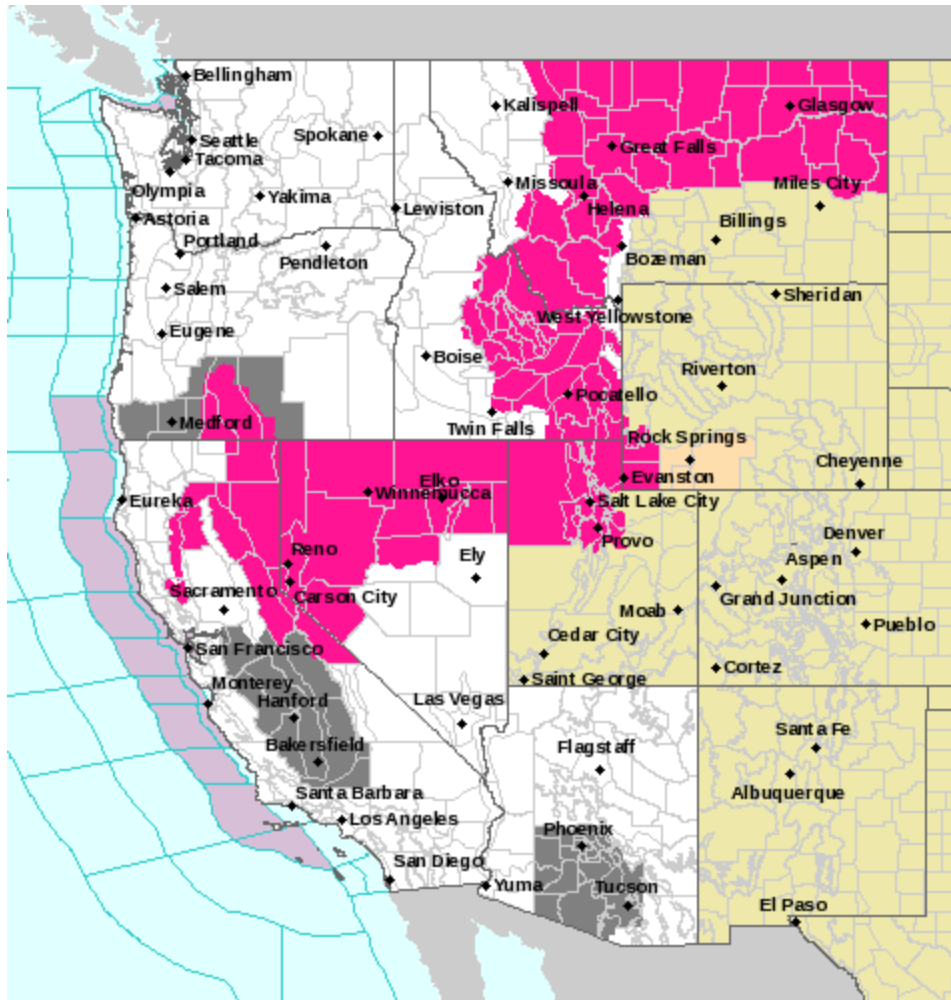 Bellingham
Kalispell
Glasgow
Seattle
Spokane
Great Falls
Tacoma
Olympia
Yakima
Missoula
Miles City
Lewiston
Helena
Astoria
Billings
Portland
Bozeman
Pendleton
Salem
Sheridan
West Yellowstone
Eugene
Boise
Riverton
Pocatello
Medford
Twin Falls
Rock Springs
Cheyenne
Evanston
Elko
Winnemucca
Eureka
Salt Lake City
Provo
Denver
Reno
Ely
Aspen
Sacramento
Carson City
Grand Junction
Moab
Pueblo
Cedar City
San Francisco
Cortez
Saint George
Monterey
Hanford
Las Vegas
Santa Fe
Bakersfield
Flagstaff
Albuquerque
Santa Barbara
Los Angeles
Phoenix
San Diego
Yuma
Tucson
El Paso